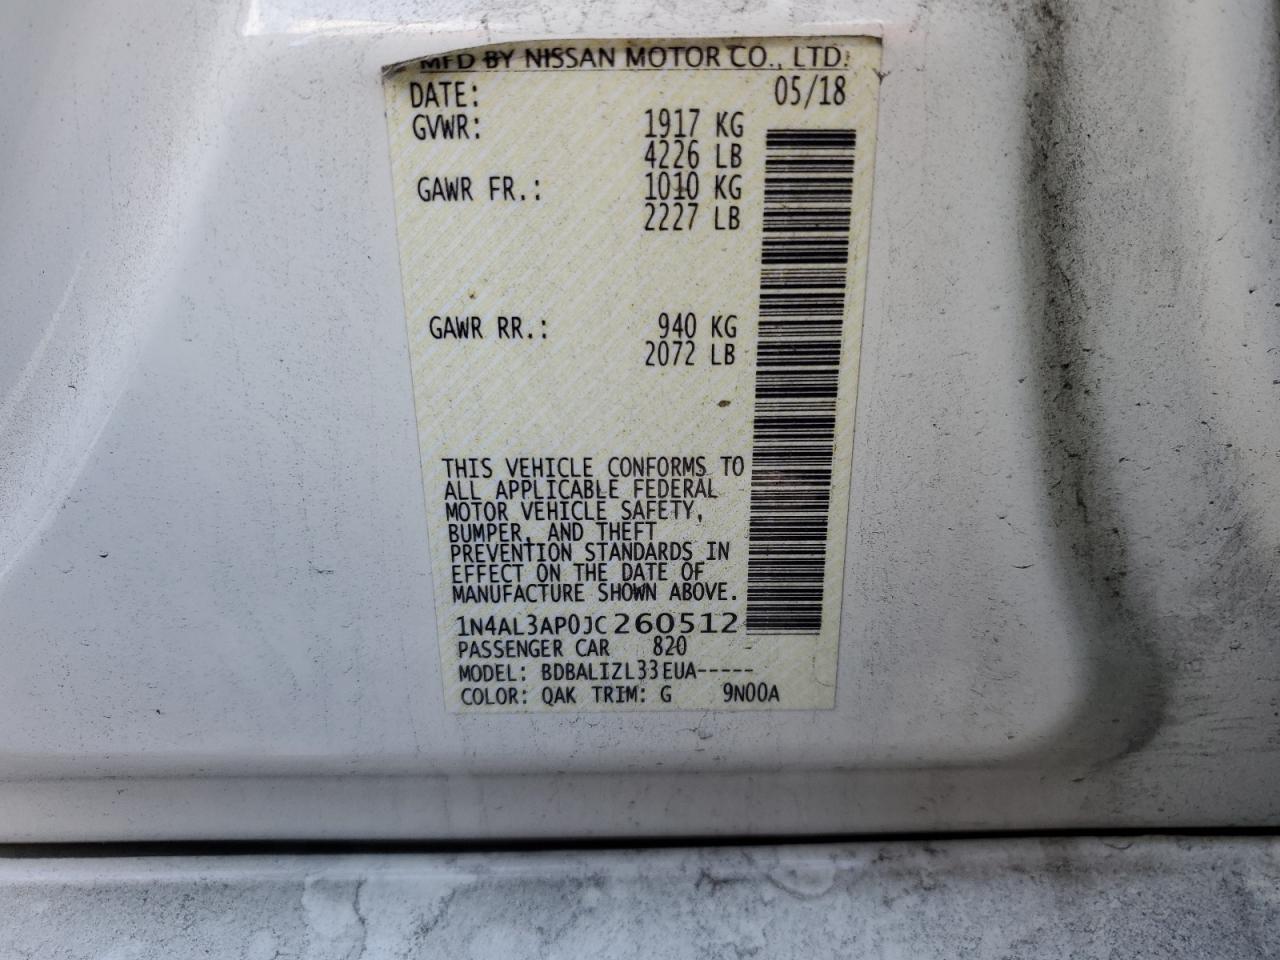 MFD BY NISSAN MOTOR CO., LTD.
DATE: 05/18
GVWR: 1917 KG
4226 LB
GAWR FR.: 1010 KG
2227 LB
GAWR RR.: 940 KG
2072 LB
THIS VEHICLE CONFORMS TO
ALL APPLICABLE FEDERAL
MOTOR VEHICLE SAFETY,
BUMPER, AND THEFT
PREVENTION STANDARDS IN
EFFECT ON THE DATE OF
MANUFACTURE SHOWN ABOVE.
1N4AL3AP0JC260512
PASSENGER CAR 820
MODEL: BDBALIZL33EUA-----
COLOR: QAK TRIM: G 9N00A